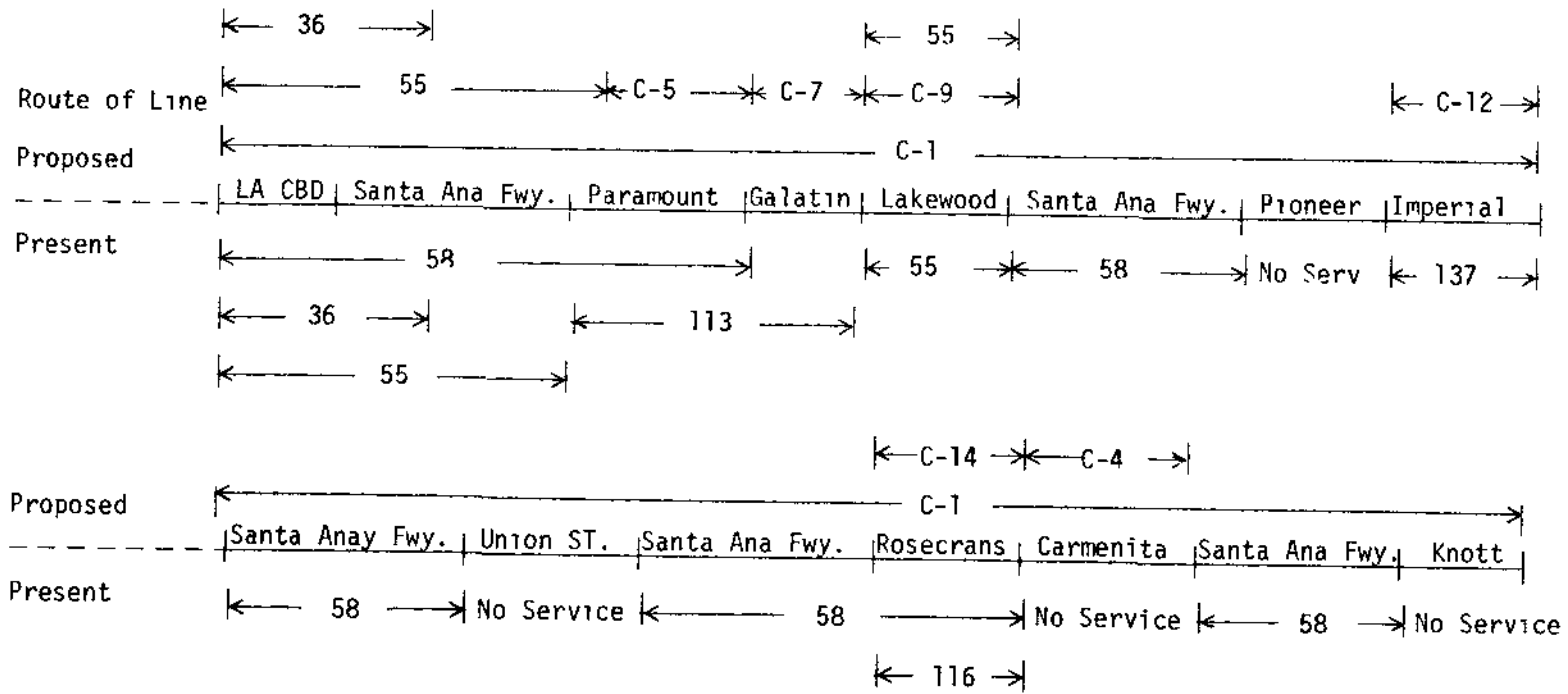 36 55
Route of Line 55 C-5 C-7 C-9 C-12
Proposed C-1
LA CBD Santa Ana Fwy. Paramount Galatin Lakewood Santa Ana Fwy. Pioneer Imperial
Present
58 55 58 No Serv 137
36 113
55
C-14 C-4
Proposed C-1
Santa Anay Fwy. Union ST. Santa Ana Fwy. Rosecrans Carmenita Santa Ana Fwy. Knott
Present
58 No Service 58 No Service 58 No Service
116